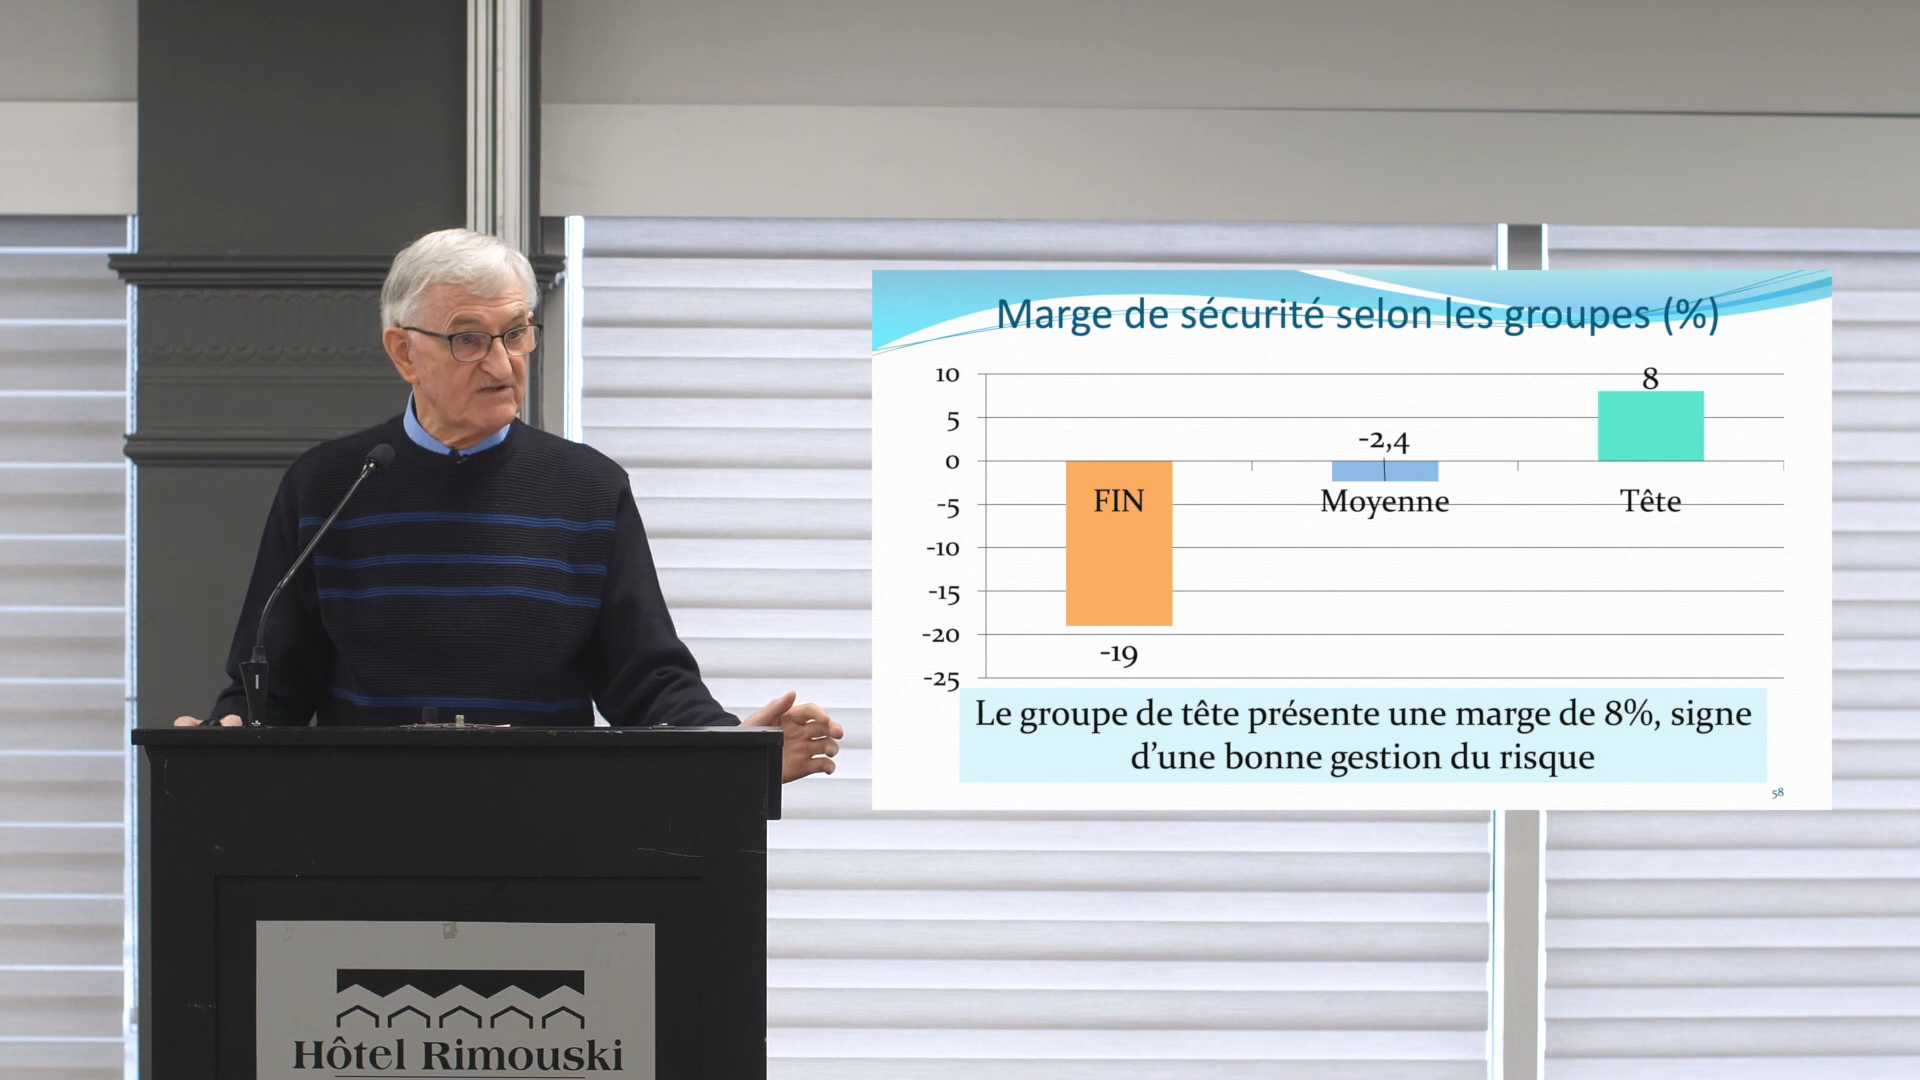 Marge de sécurité selon les groupes (%)
10
5
0
-5
-10
-15
-20
-25
8
-2,4
-19
FIN
Moyenne
Tête
Le groupe de tête présente une marge de 8%, signe
d'une bonne gestion du risque
58
Hôtel Rimouski